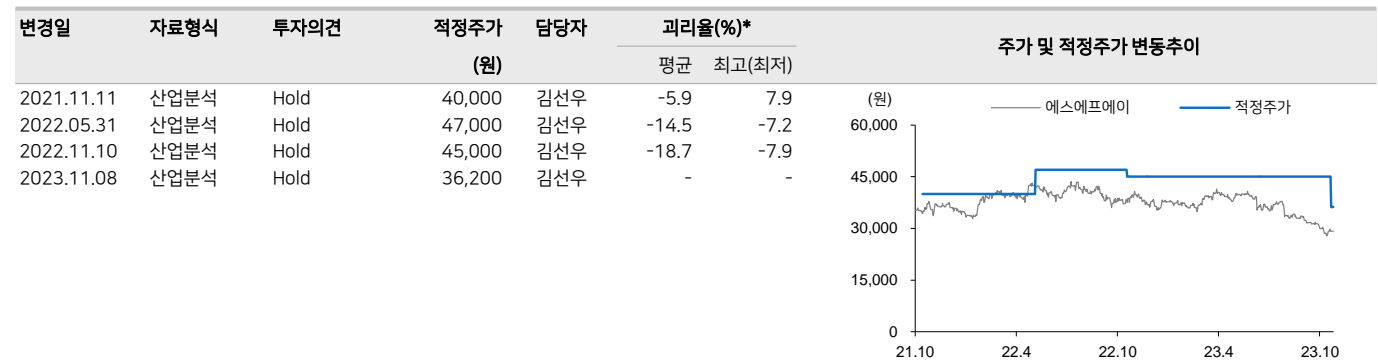 변경일 자료형식 투자의견 적정주가 담당자 괴리율(%)* 주가 및 적정주가 변동추이
(원) 평균 최고(최저)
2021.11.11 산업분석 Hold 40,000 김선우 -5.9 7.9
2022.05.31 산업분석 Hold 47,000 김선우 -14.5 -7.2
2022.11.10 산업분석 Hold 45,000 김선우 -18.7 -7.9
2023.11.08 산업분석 Hold 36,200 김선우 - -
(원) 에스에프에이 적정주가
60,000
45,000
30,000
15,000
0
21.10 22.4 22.10 23.4 23.10